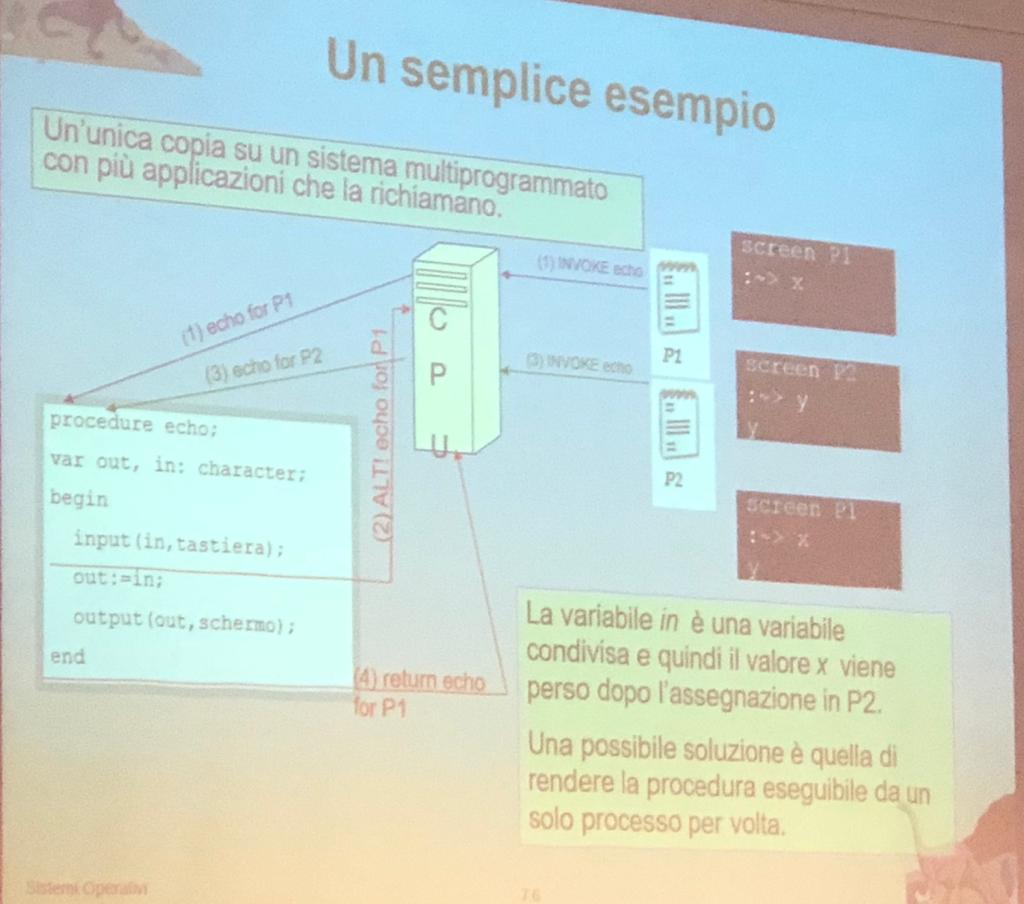 Un semplice esempio
Un'unica copia su un sistema multiprogrammato
con più applicazioni che la richiamano.
(1) INVOKE echo
(1) echo for P1
(3) echo for P2
(2) ALT! echo for P1
C
P
U
(3) INVOKE echo
P1
P2
screen P1
:~> x
screen P2
:~> y
y
screen P1
:~> x
y
procedure echo;
var out, in: character;
begin
input(in,tastiera);
out:=in;
output(out,schermo);
end
(4) return echo
for P1
La variabile in è una variabile
condivisa e quindi il valore x viene
perso dopo l'assegnazione in P2.
Una possibile soluzione è quella di
rendere la procedura eseguibile da un
solo processo per volta.
Sistemi Operativi
76